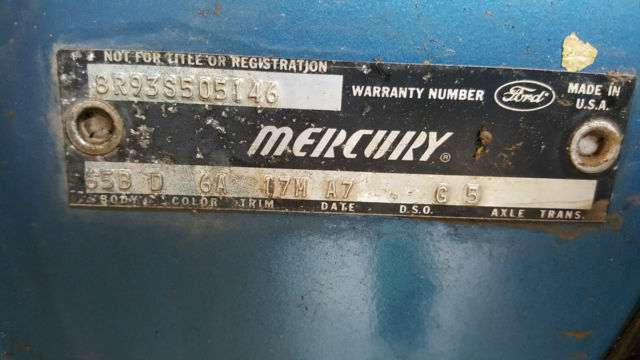 NOT FOR TITLE OR REGISTRATION
8R93S505146
WARRANTY NUMBER
Ford
MADE IN
U.S.A.
MERCURY®
65B D 6A 17M A7 G 5
BODY COLOR TRIM DATE D.S.O. AXLE TRANS